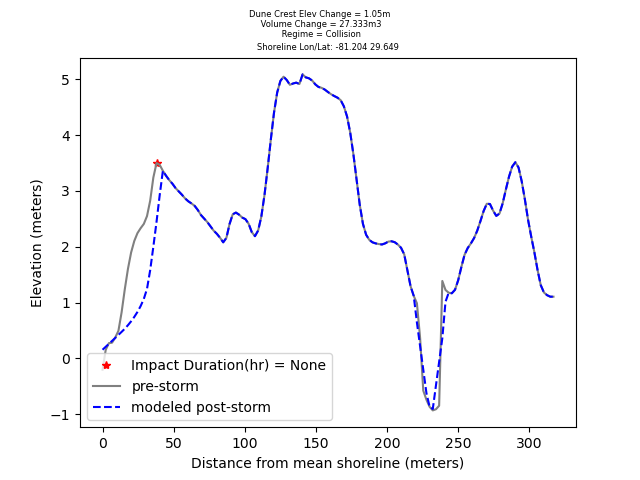 Dune Crest Elev Change = 1.05m
Volume Change = 27.333m3
Regime = Collision
Shoreline Lon/Lat: -81.204 29.649
Elevation (meters)
5
4
3
2
1
0
−1
Impact Duration(hr) = None
pre-storm
modeled post-storm
0 50 100 150 200 250 300
Distance from mean shoreline (meters)